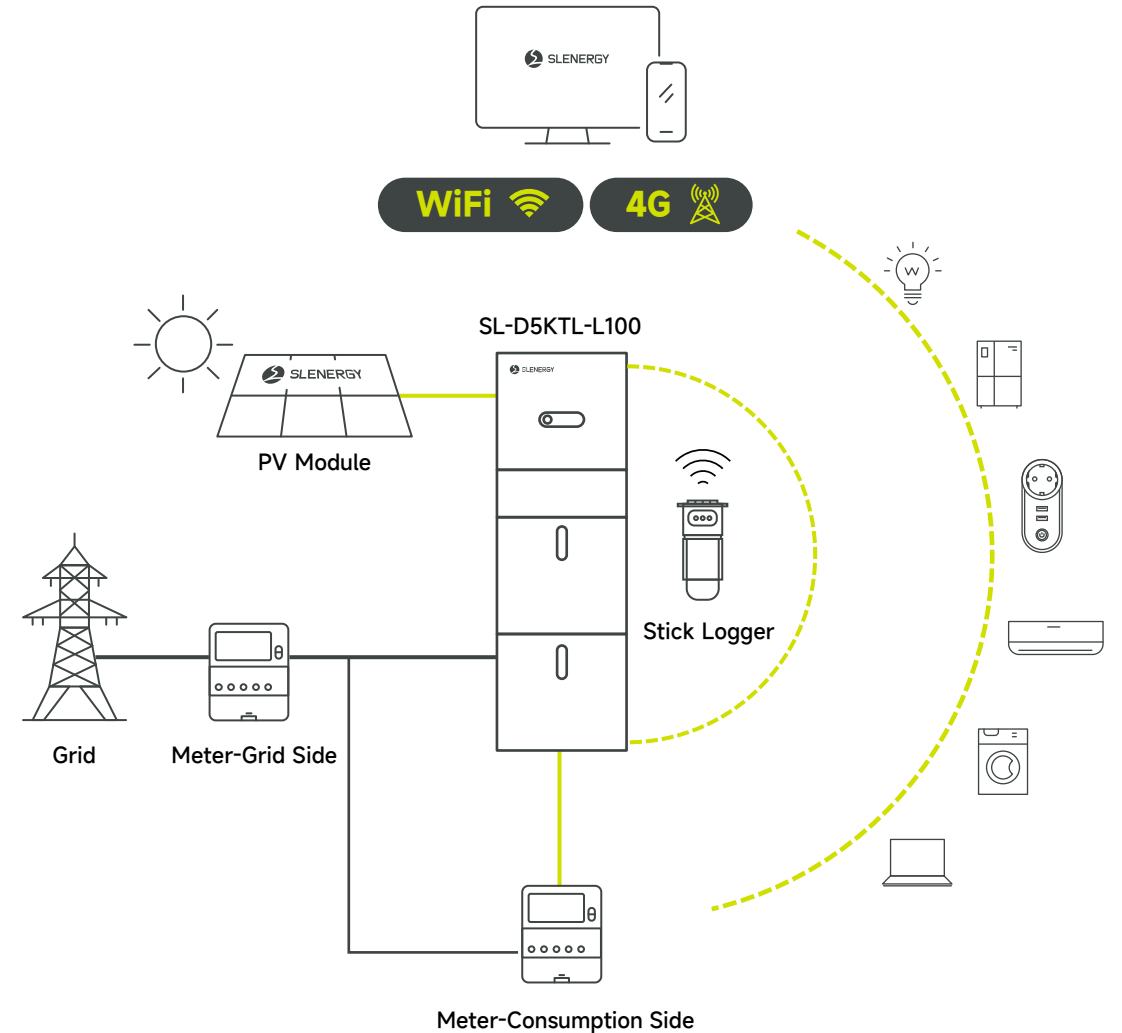 SLENERGY
WiFi
4G
SL-D5KTL-L100
SLENERGY
SLENERGY
PV Module
Stick Logger
Grid
Meter-Grid Side
Meter-Consumption Side